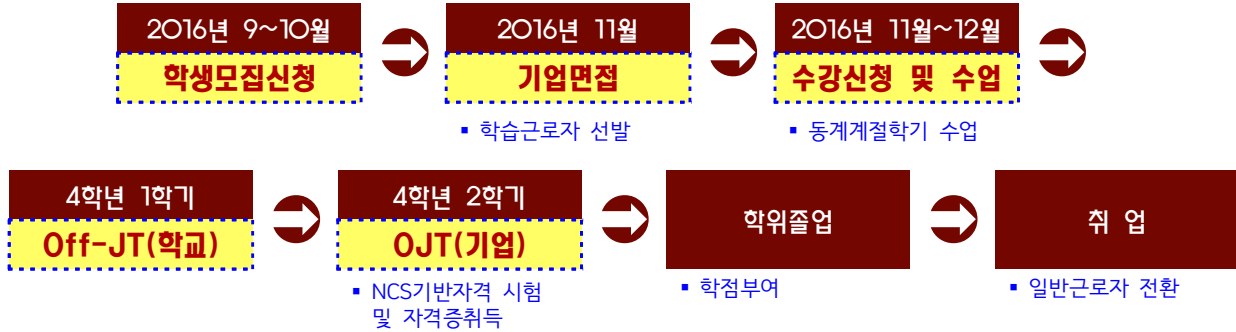 2016년 9~10월
학생모집신청
2016년 11월
기업면접
▪ 학습근로자 선발
2016년 11월~12월
수강신청 및 수업
▪ 동계계절학기 수업
4학년 1학기
Off-JT(학교)
4학년 2학기
OJT(기업)
▪ NCS기반자격 시험
및 자격증취득
학위졸업
▪ 학점부여
취 업
▪ 일반근로자 전환